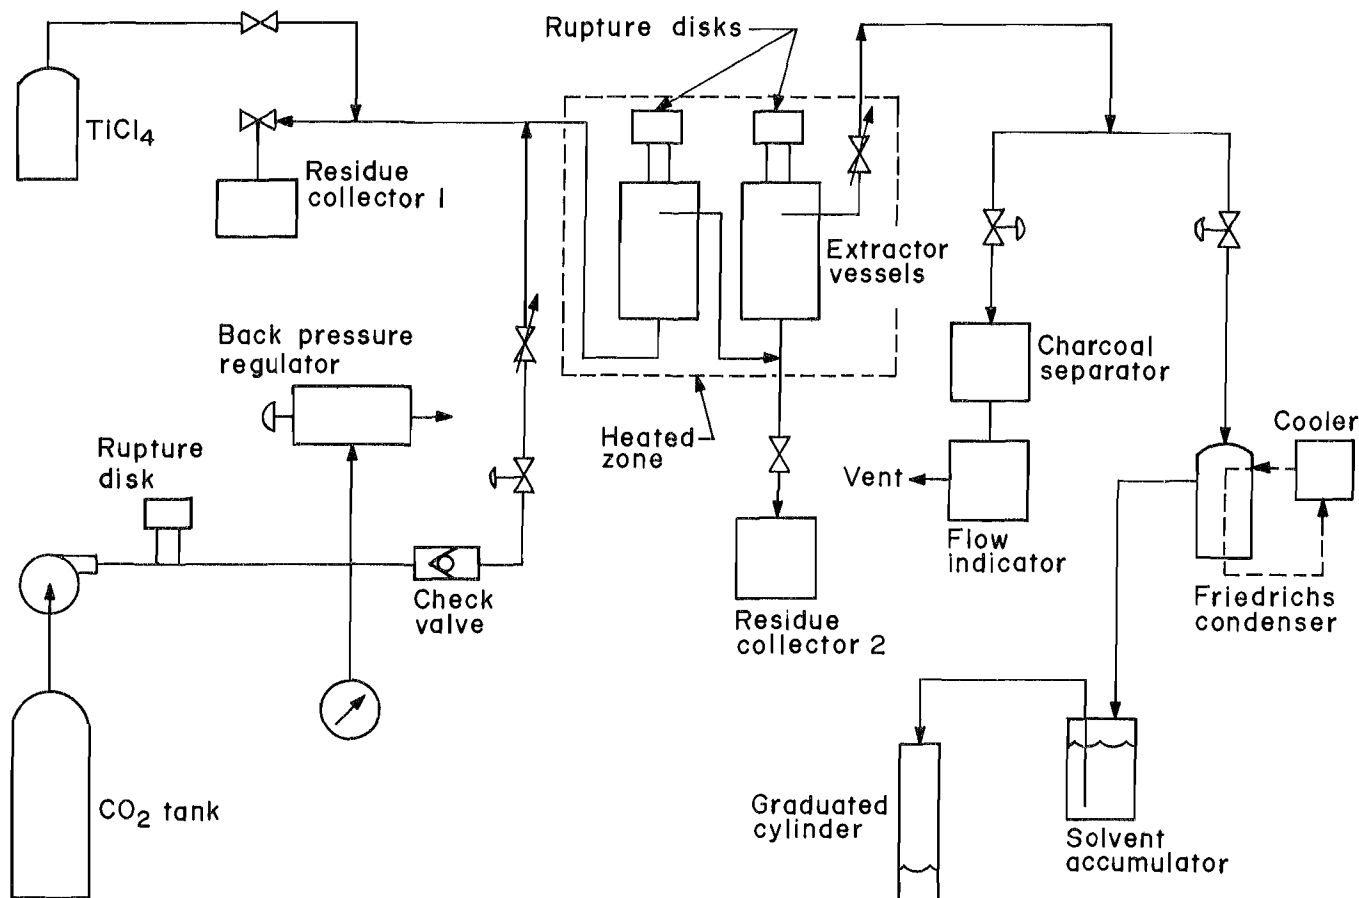 Rupture disks
TiCl4
Residue
collector 1
Extractor
vessels
Back pressure
regulator
Charcoal
separator
Cooler
Heated
zone
Rupture
disk
Vent
Flow
indicator
Check
valve
Friedrichs
condenser
Residue
collector 2
CO2 tank
Graduated
cylinder
Solvent
accumulator